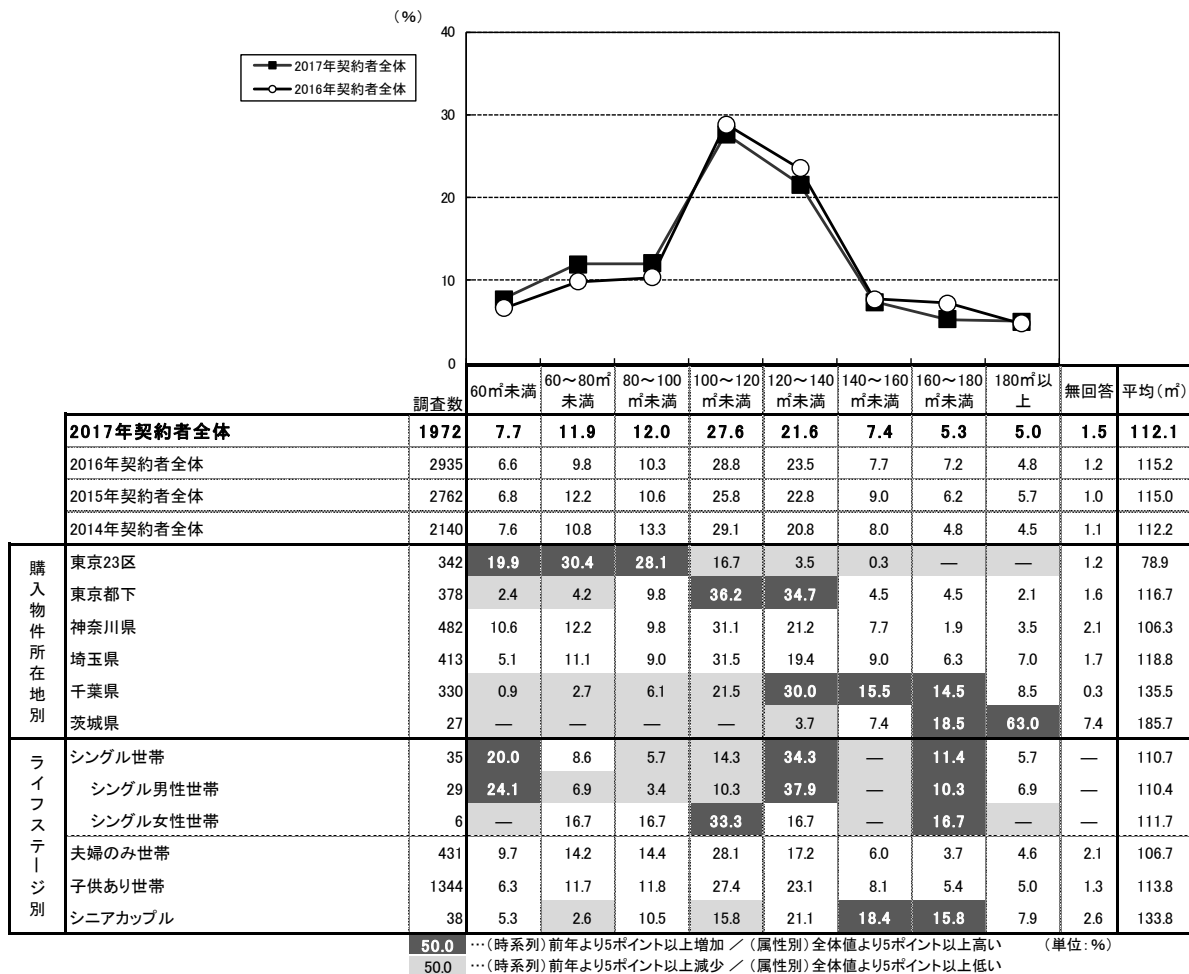 (%)
40
30
20
10
0
2017年契約者全体
2016年契約者全体
調査数 60㎡未満 60～80㎡未満 80～100㎡未満 100～120㎡未満 120～140㎡未満 140～160㎡未満 160～180㎡未満 180㎡以上 無回答 平均(㎡)
2017年契約者全体 1972 7.7 11.9 12.0 27.6 21.6 7.4 5.3 5.0 1.5 112.1
2016年契約者全体 2935 6.6 9.8 10.3 28.8 23.5 7.7 7.2 4.8 1.2 115.2
2015年契約者全体 2762 6.8 12.2 10.6 25.8 22.8 9.0 6.2 5.7 1.0 115.0
2014年契約者全体 2140 7.6 10.8 13.3 29.1 20.8 8.0 4.8 4.5 1.1 112.2
購入物件所在地別
東京23区 342 19.9 30.4 28.1 16.7 3.5 0.3 — — 1.2 78.9
東京都下 378 2.4 4.2 9.8 36.2 34.7 4.5 4.5 2.1 1.6 116.7
神奈川県 482 10.6 12.2 9.8 31.1 21.2 7.7 1.9 3.5 2.1 106.3
埼玉県 413 5.1 11.1 9.0 31.5 19.4 9.0 6.3 7.0 1.7 118.8
千葉県 330 0.9 2.7 6.1 21.5 30.0 15.5 14.5 8.5 0.3 135.5
茨城県 27 — — — — 3.7 7.4 18.5 63.0 7.4 185.7
ライフステージ別
シングル世帯 35 20.0 8.6 5.7 14.3 34.3 — 11.4 5.7 — 110.7
シングル男性世帯 29 24.1 6.9 3.4 10.3 37.9 — 10.3 6.9 — 110.4
シングル女性世帯 6 — 16.7 16.7 33.3 16.7 — 16.7 — — 111.7
夫婦のみ世帯 431 9.7 14.2 14.4 28.1 17.2 6.0 3.7 4.6 2.1 106.7
子供あり世帯 1344 6.3 11.7 11.8 27.4 23.1 8.1 5.4 5.0 1.3 113.8
シニアカップル 38 5.3 2.6 10.5 15.8 21.1 18.4 15.8 7.9 2.6 133.8
50.0 …(時系列)前年より5ポイント以上増加 ／ (属性別)全体値より5ポイント以上高い (単位：%)
50.0 …(時系列)前年より5ポイント以上減少 ／ (属性別)全体値より5ポイント以上低い